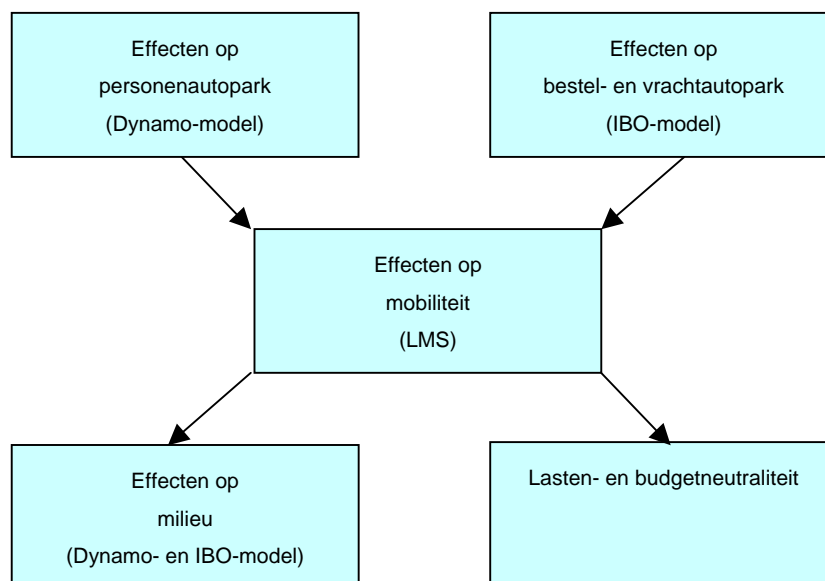 Effecten op
personenautopark
(Dynamo-model)
Effecten op
bestel- en vrachtautopark
(IBO-model)
Effecten op
mobiliteit
(LMS)
Effecten op
milieu
(Dynamo- en IBO-model)
Lasten- en budgetneutraliteit